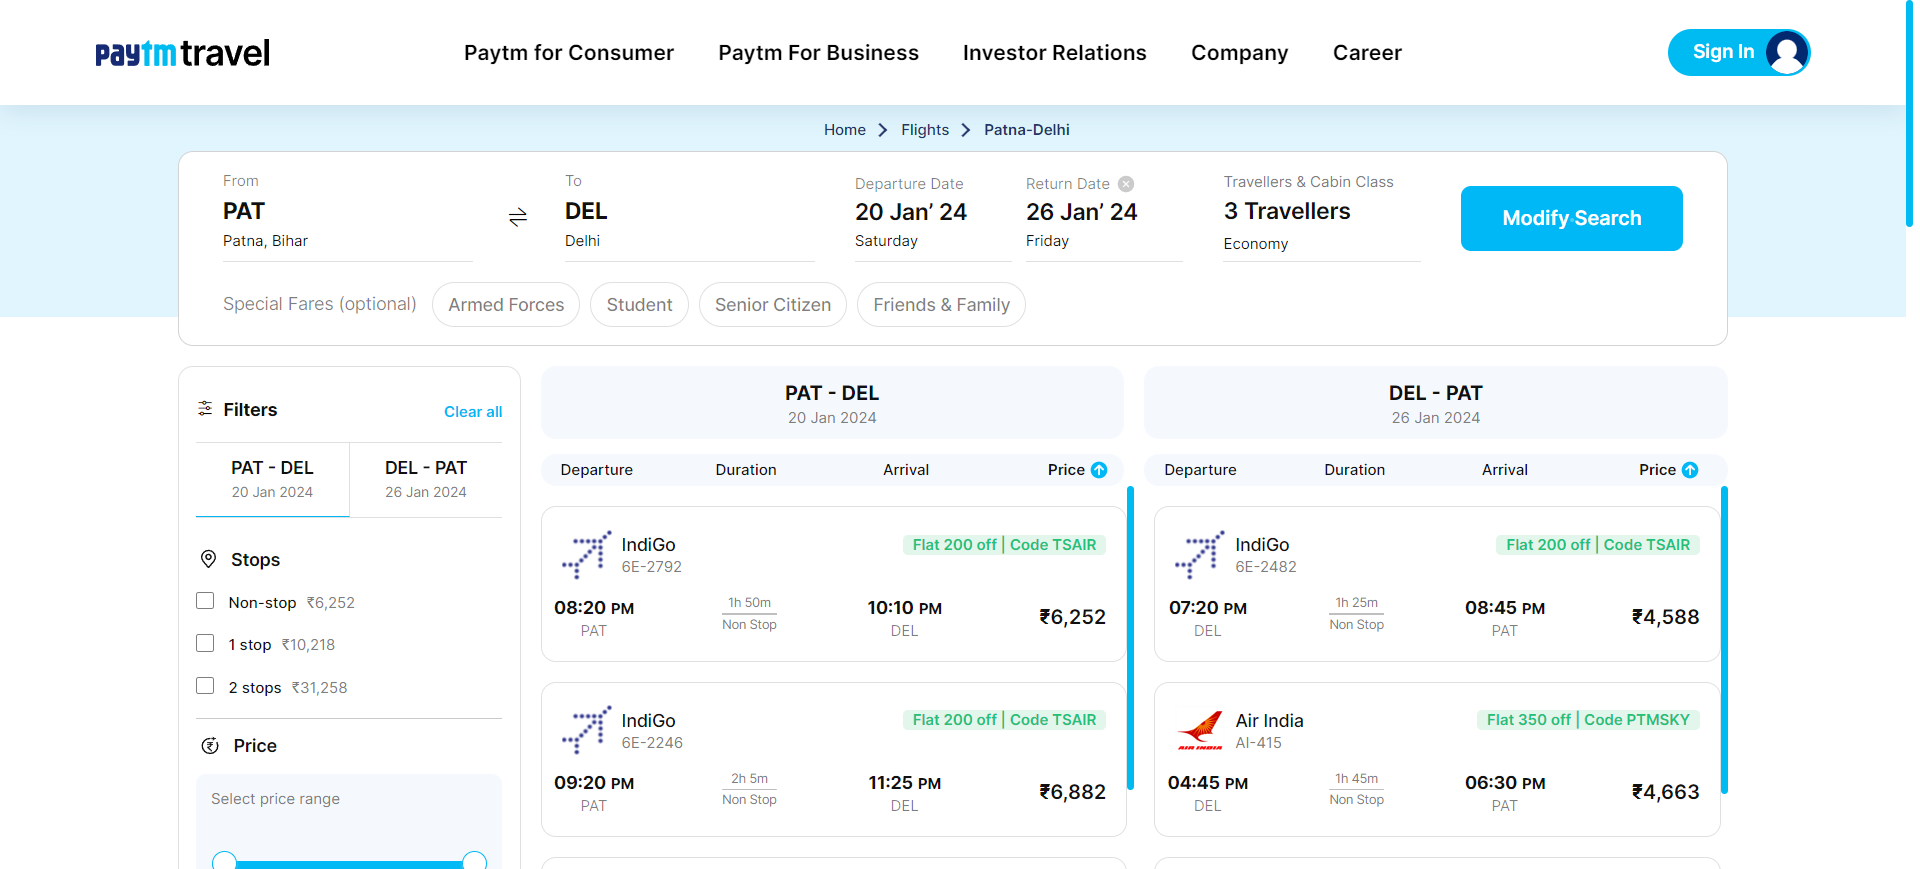 paytm travel
Paytm for Consumer
Paytm For Business
Investor Relations
Company
Career
Sign In
Home > Flights > Patna-Delhi
From
PAT
Patna, Bihar
To
DEL
Delhi
Departure Date
20 Jan’ 24
Saturday
Return Date
26 Jan’ 24
Friday
Travellers & Cabin Class
3 Travellers
Economy
Modify Search
Special Fares (optional)
Armed Forces
Student
Senior Citizen
Friends & Family
Filters
Clear all
PAT - DEL
20 Jan 2024
DEL - PAT
26 Jan 2024
Stops
Non-stop ₹6,252
1 stop ₹10,218
2 stops ₹31,258
Price
Select price range
PAT - DEL
20 Jan 2024
Departure Duration Arrival Price
IndiGo
6E-2792
Flat 200 off | Code TSAIR
08:20 PM
PAT
1h 50m
Non Stop
10:10 PM
DEL
₹6,252
IndiGo
6E-2246
Flat 200 off | Code TSAIR
09:20 PM
PAT
2h 5m
Non Stop
11:25 PM
DEL
₹6,882
DEL - PAT
26 Jan 2024
Departure Duration Arrival Price
IndiGo
6E-2482
Flat 200 off | Code TSAIR
07:20 PM
DEL
1h 25m
Non Stop
08:45 PM
PAT
₹4,588
AIR INDIA
Air India
AI-415
Flat 350 off | Code PTMSKY
04:45 PM
DEL
1h 45m
Non Stop
06:30 PM
PAT
₹4,663